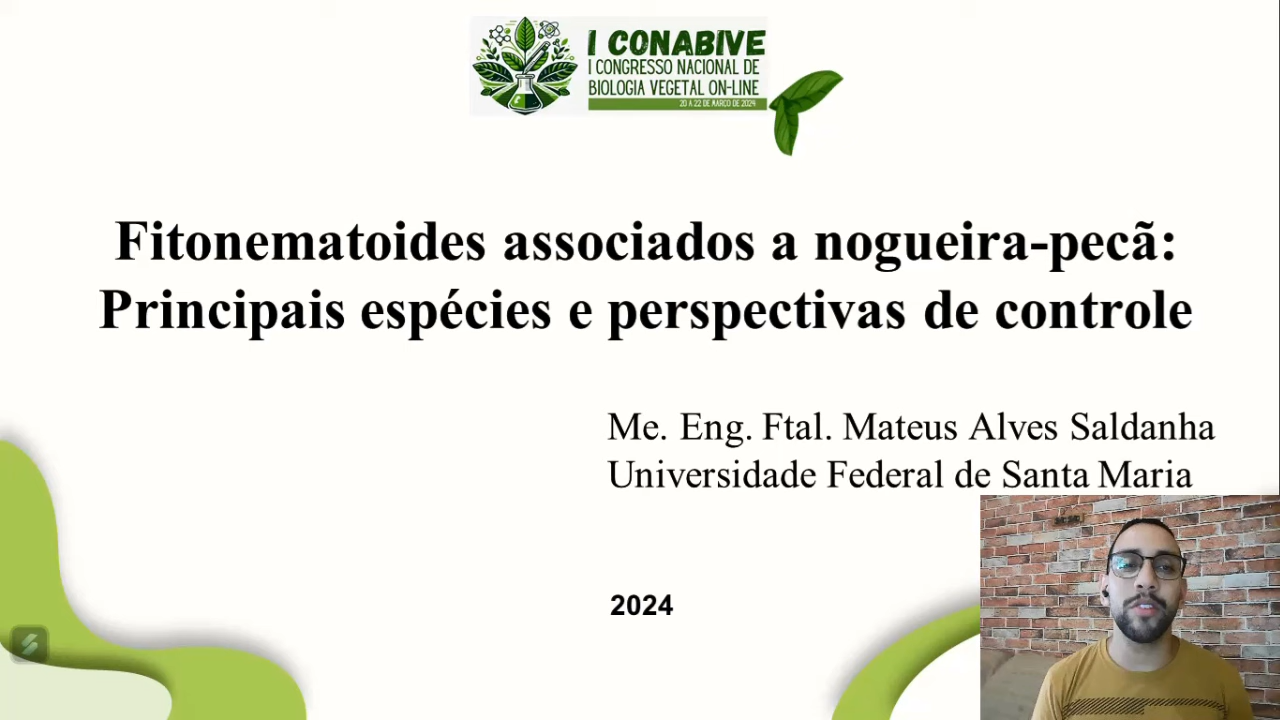 I CONABIVE
I CONGRESSO NACIONAL DE
BIOLOGIA VEGETAL ON-LINE
20 A 22 DE MARÇO DE 2024
Fitonematoides associados a nogueira-pecã:
Principais espécies e perspectivas de controle
Me. Eng. Ftal. Mateus Alves Saldanha
Universidade Federal de Santa Maria
2024